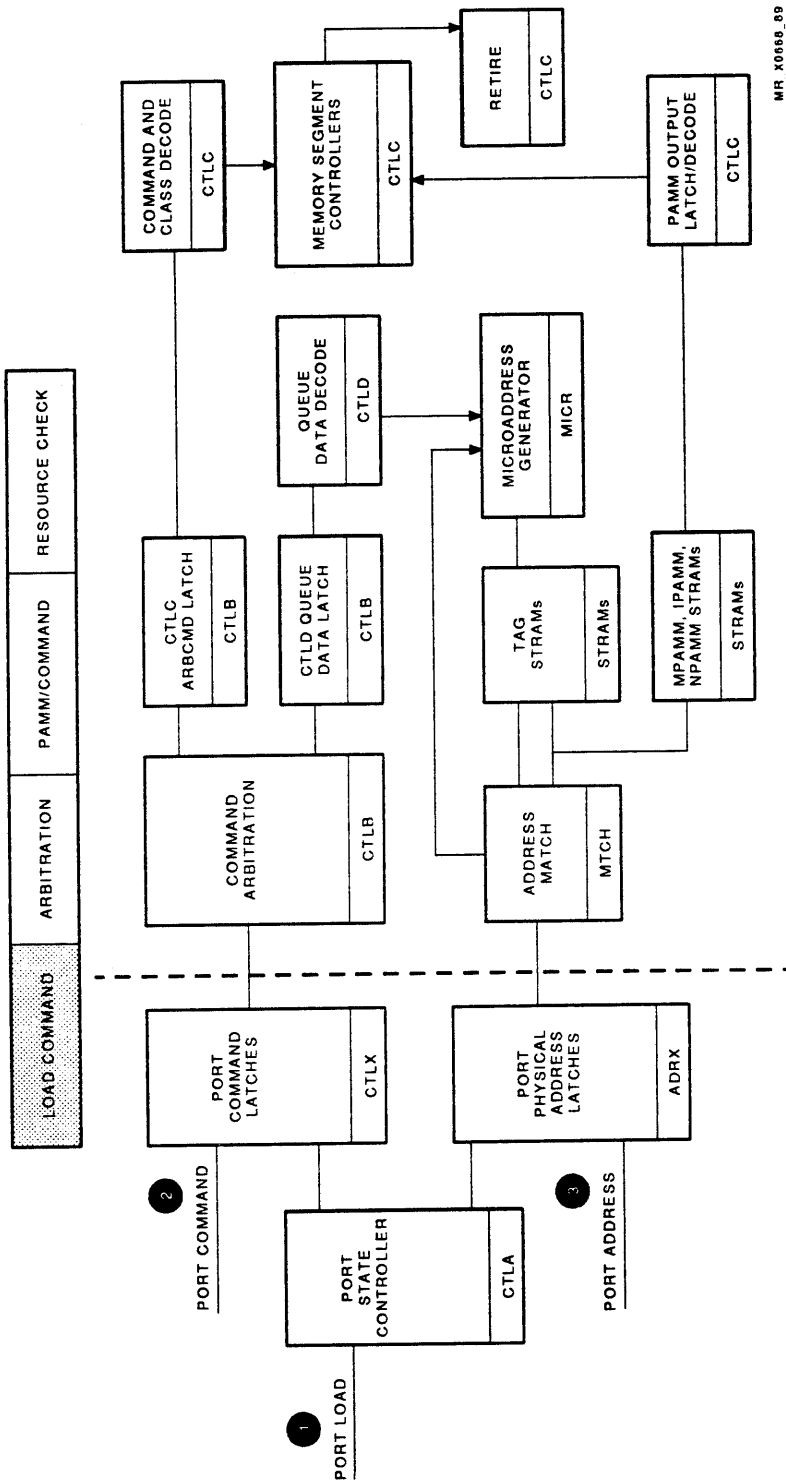 LOAD COMMAND
ARBITRATION
PAMM/COMMAND
RESOURCE CHECK
1
PORT LOAD
2
PORT COMMAND
3
PORT ADDRESS
PORT
STATE
CONTROLLER
CTLA
PORT
COMMAND
LATCHES
CTLX
PORT
PHYSICAL
ADDRESS
LATCHES
ADRX
COMMAND
ARBITRATION
CTLB
ADDRESS
MATCH
MTCH
CTLC
ARBCMD LATCH
CTLB
CTLD QUEUE
DATA LATCH
CTLB
TAG
STRAMs
STRAMs
MPAMM, IPAMM,
NPAMM STRAMs
STRAMs
QUEUE
DATA DECODE
CTLD
MICROADDRESS
GENERATOR
MICR
COMMAND AND
CLASS DECODE
CTLC
MEMORY SEGMENT
CONTROLLERS
CTLC
RETIRE
CTLC
PAMM OUTPUT
LATCH/DECODE
CTLC
MR_X0668_89